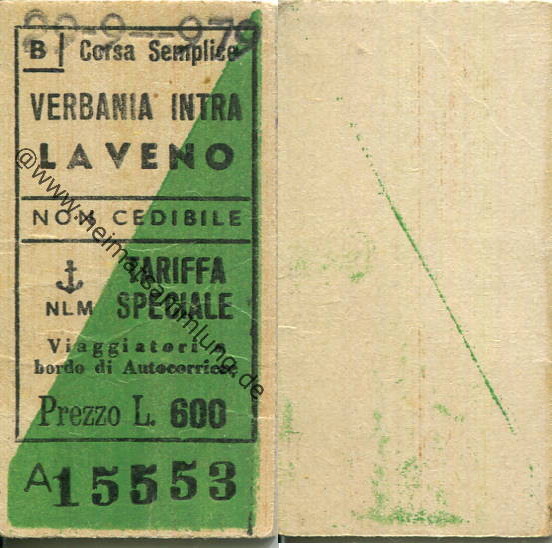 B Corsa Semplice
VERBANIA INTRA
LAVENO
NON CEDIBILE
TARIFFA
NLM SPECIALE
Viaggiatori a
bordo di Autocorriere
Prezzo L. 600
A 15553
@www.heimatsammlung.de